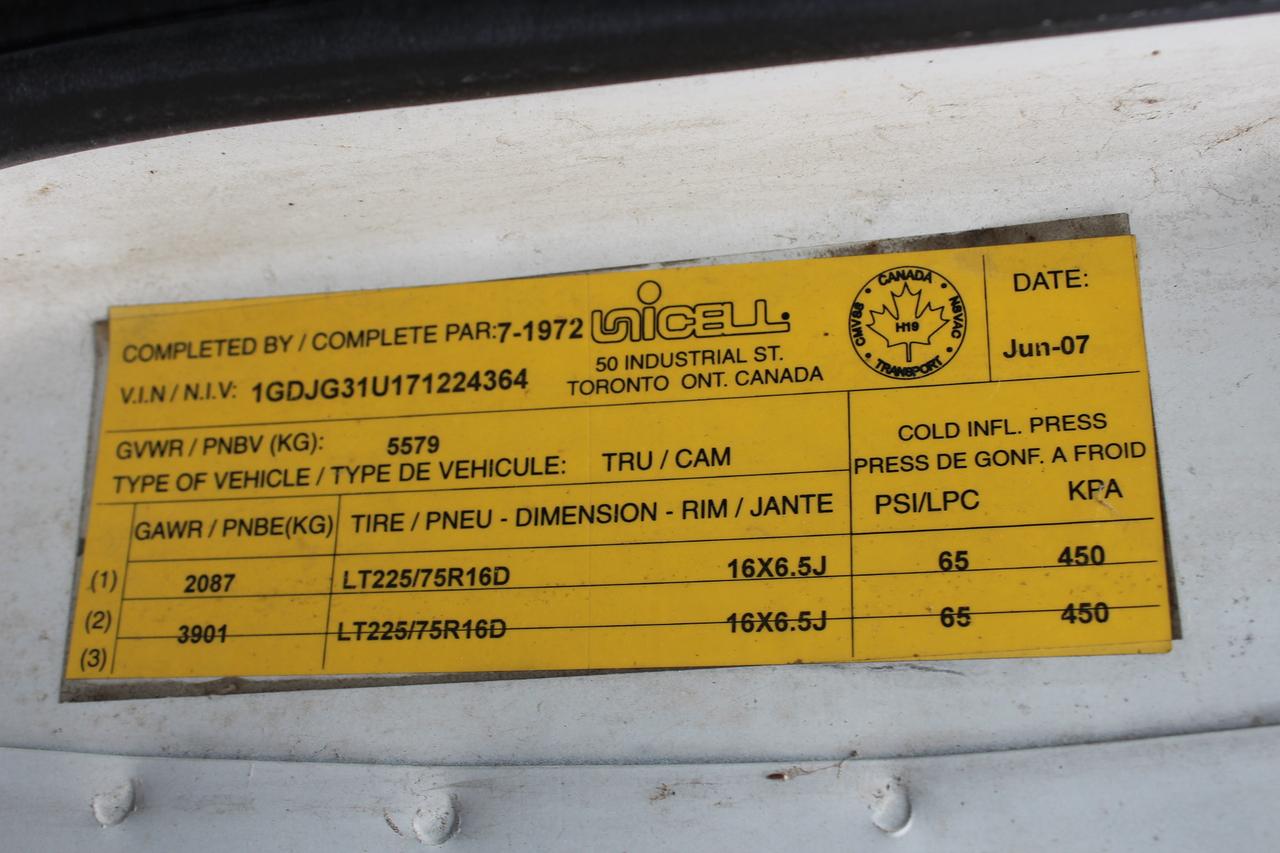 COMPLETED BY / COMPLETE PAR:7-1972 UNICELL
50 INDUSTRIAL ST.
V.I.N / N.I.V: 1GDJG31U171224364 TORONTO ONT. CANADA
CANADA
CMVSS NSVAC
H19
TRANSPORT
DATE:
Jun-07
GVWR / PNBV (KG): 5579
TYPE OF VEHICLE / TYPE DE VEHICULE: TRU / CAM
COLD INFL. PRESS
PRESS DE GONF. A FROID
GAWR / PNBE(KG) TIRE / PNEU - DIMENSION - RIM / JANTE PSI/LPC KPA
(1) 2087 LT225/75R16D 16X6.5J 65 450
(2) 3901 LT225/75R16D 16X6.5J 65 450
(3)